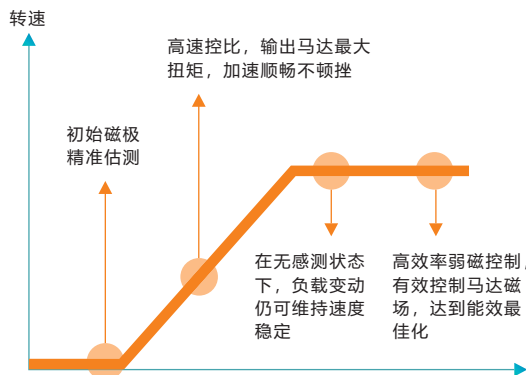 转速
高速控比，输出马达最大
扭矩，加速顺畅不顿挫
初始磁极
精准估测
在无感测状态
下，负载变动
仍可维持速度
稳定
高效率弱磁控制，
有效控制马达磁
场，达到能效最
佳化